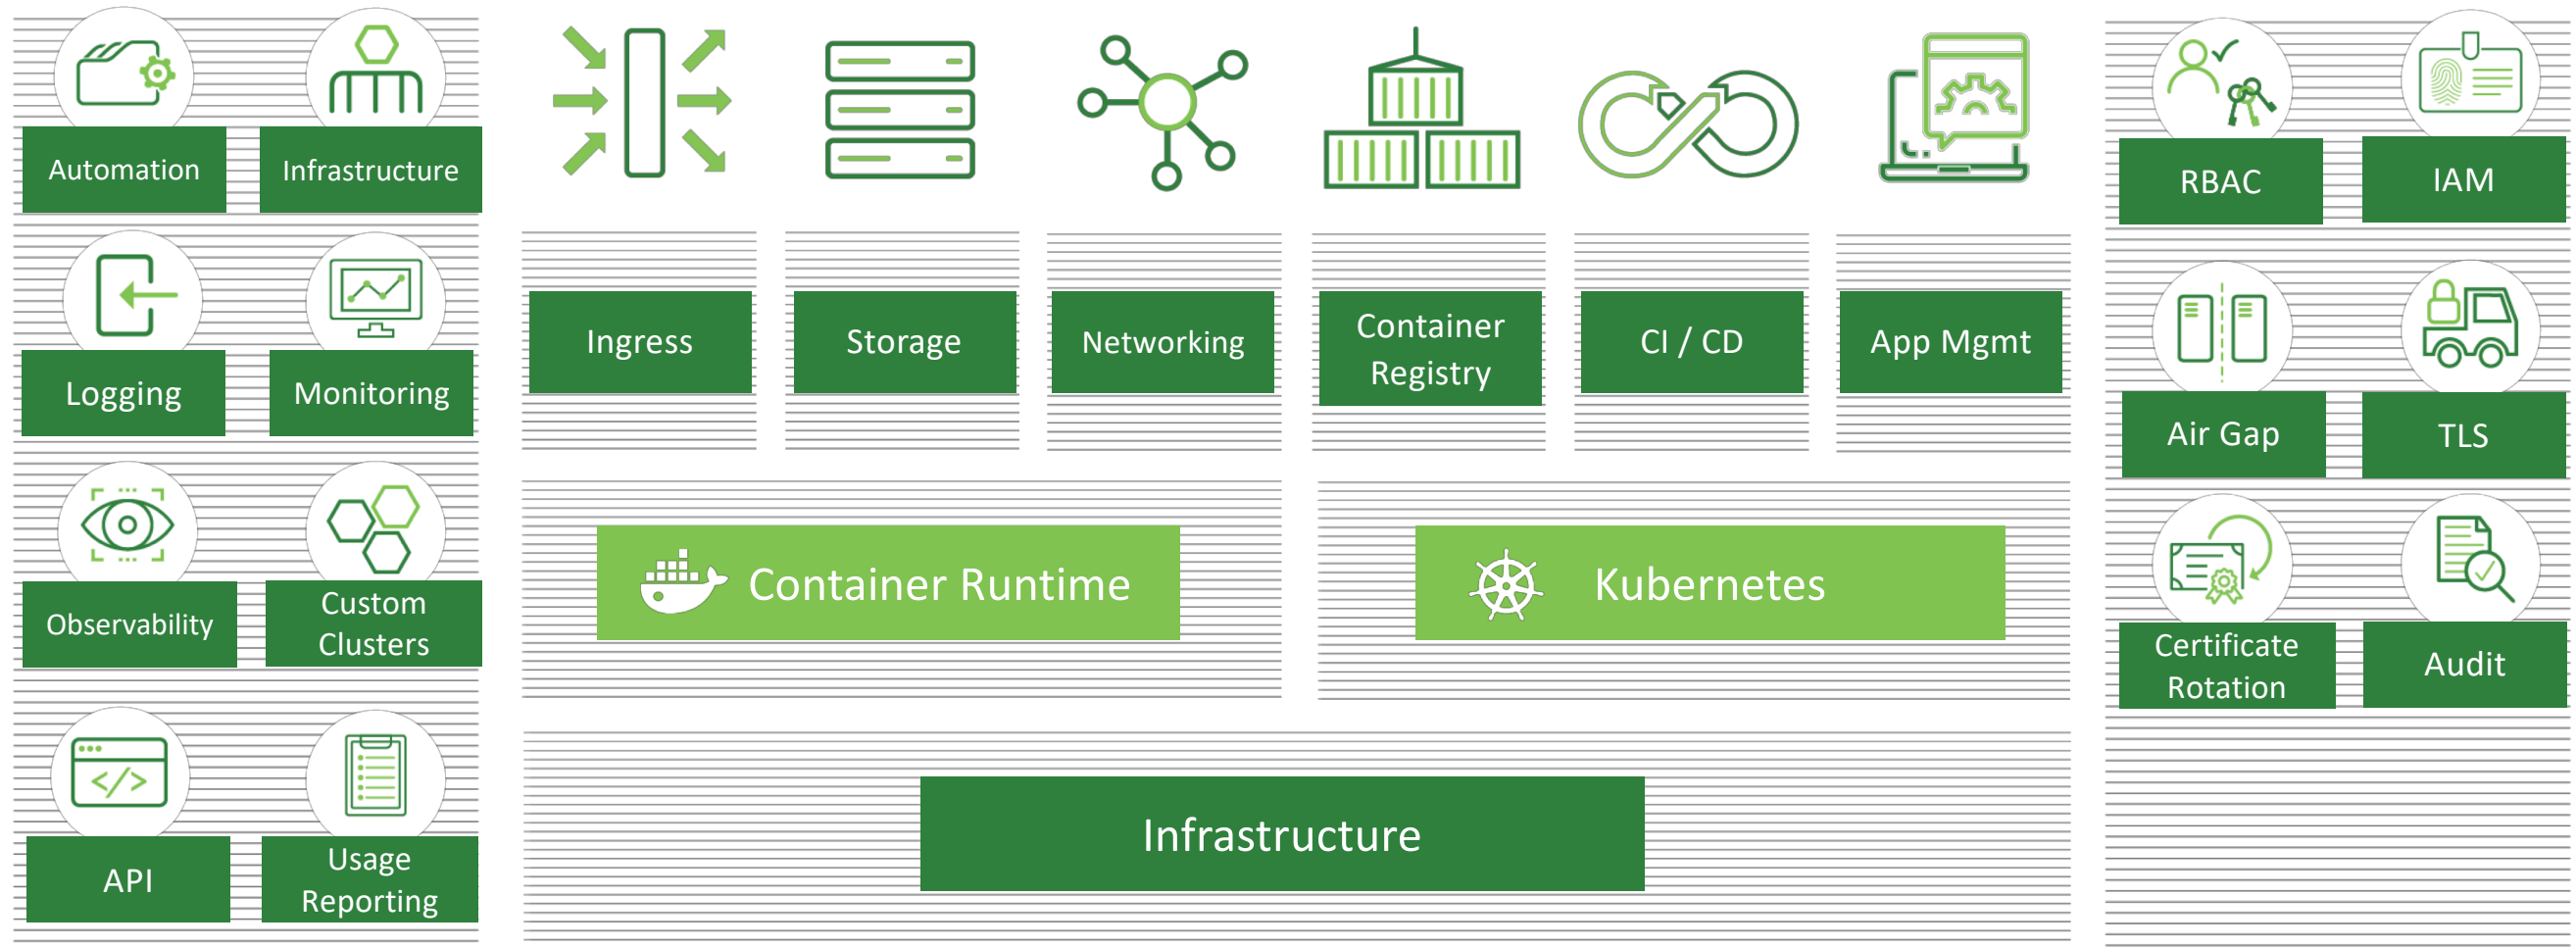 Automation
Infrastructure
Logging
Monitoring
Observability
Custom
Clusters
API
Usage
Reporting
Ingress
Storage
Networking
Container
Registry
CI / CD
App Mgmt
Container Runtime
Kubernetes
Infrastructure
RBAC
IAM
Air Gap
TLS
Certificate
Rotation
Audit